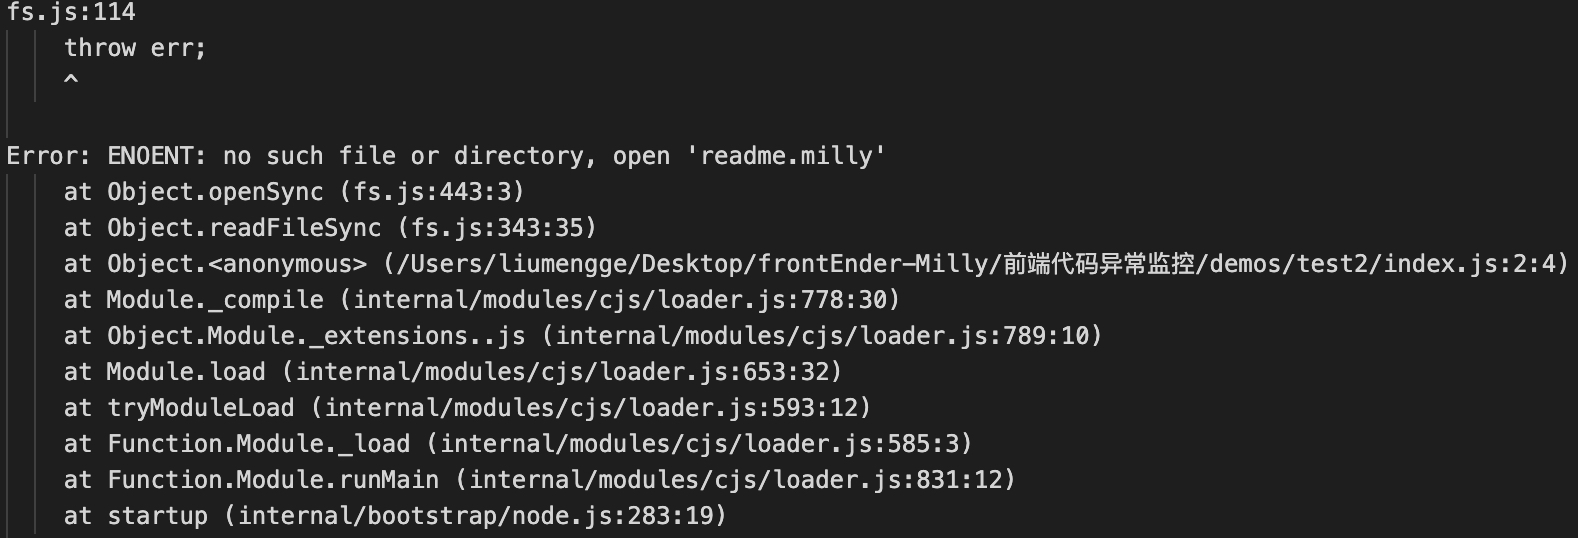 fs.js:114
throw err;
^
Error: ENOENT: no such file or directory, open 'readme.milly'
at Object.openSync (fs.js:443:3)
at Object.readFileSync (fs.js:343:35)
at Object.<anonymous> (/Users/liumengge/Desktop/frontEnder-Milly/前端代码异常监控/demos/test2/index.js:2:4)
at Module._compile (internal/modules/cjs/loader.js:778:30)
at Object.Module._extensions..js (internal/modules/cjs/loader.js:789:10)
at Module.load (internal/modules/cjs/loader.js:653:32)
at tryModuleLoad (internal/modules/cjs/loader.js:593:12)
at Function.Module._load (internal/modules/cjs/loader.js:585:3)
at Function.Module.runMain (internal/modules/cjs/loader.js:831:12)
at startup (internal/bootstrap/node.js:283:19)